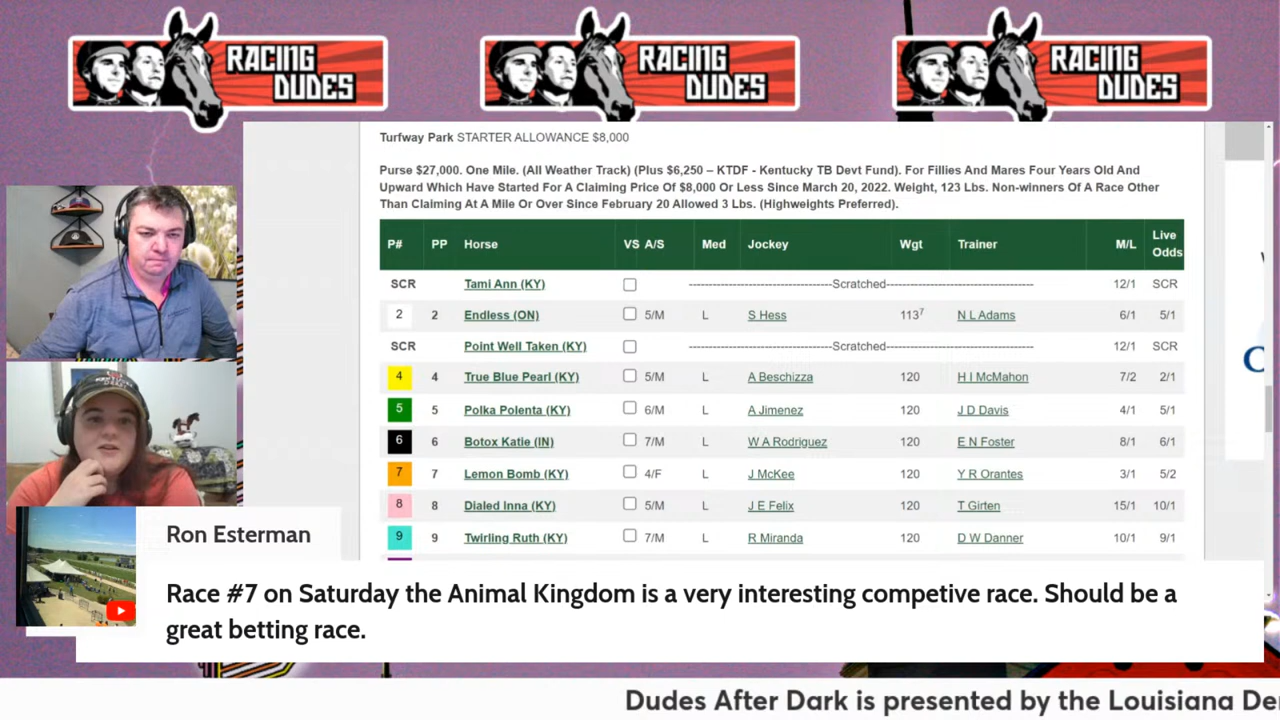 RACING
DUDES
RACING
DUDES
RACING
DUDES
Turfway Park STARTER ALLOWANCE $8,000
Purse $27,000. One Mile. (All Weather Track) (Plus $6,250 – KTDF - Kentucky TB Devt Fund). For Fillies And Mares Four Years Old And
Upward Which Have Started For A Claiming Price Of $8,000 Or Less Since March 20, 2022. Weight, 123 Lbs. Non-winners Of A Race Other
Than Claiming At A Mile Or Over Since February 20 Allowed 3 Lbs. (Highweights Preferred).
P# PP Horse VS A/S Med Jockey Wgt Trainer M/L Live Odds
SCR Tami Ann (KY) ---Scratched--- 12/1 SCR
2 2 Endless (ON) 5/M L S Hess 113⁷ N L Adams 6/1 5/1
SCR Point Well Taken (KY) ---Scratched--- 12/1 SCR
4 4 True Blue Pearl (KY) 5/M L A Beschizza 120 H I McMahon 7/2 2/1
5 5 Polka Polenta (KY) 6/M L A Jimenez 120 J D Davis 4/1 5/1
6 6 Botox Katie (IN) 7/M L W A Rodriguez 120 E N Foster 8/1 6/1
7 7 Lemon Bomb (KY) 4/F L J McKee 120 Y R Orantes 3/1 5/2
8 8 Dialed Inna (KY) 5/M L J E Felix 120 T Girten 15/1 10/1
9 9 Twirling Ruth (KY) 7/M L R Miranda 120 D W Danner 10/1 9/1
Ron Esterman
Race #7 on Saturday the Animal Kingdom is a very interesting competive race. Should be a
great betting race.
Dudes After Dark is presented by the Louisiana De